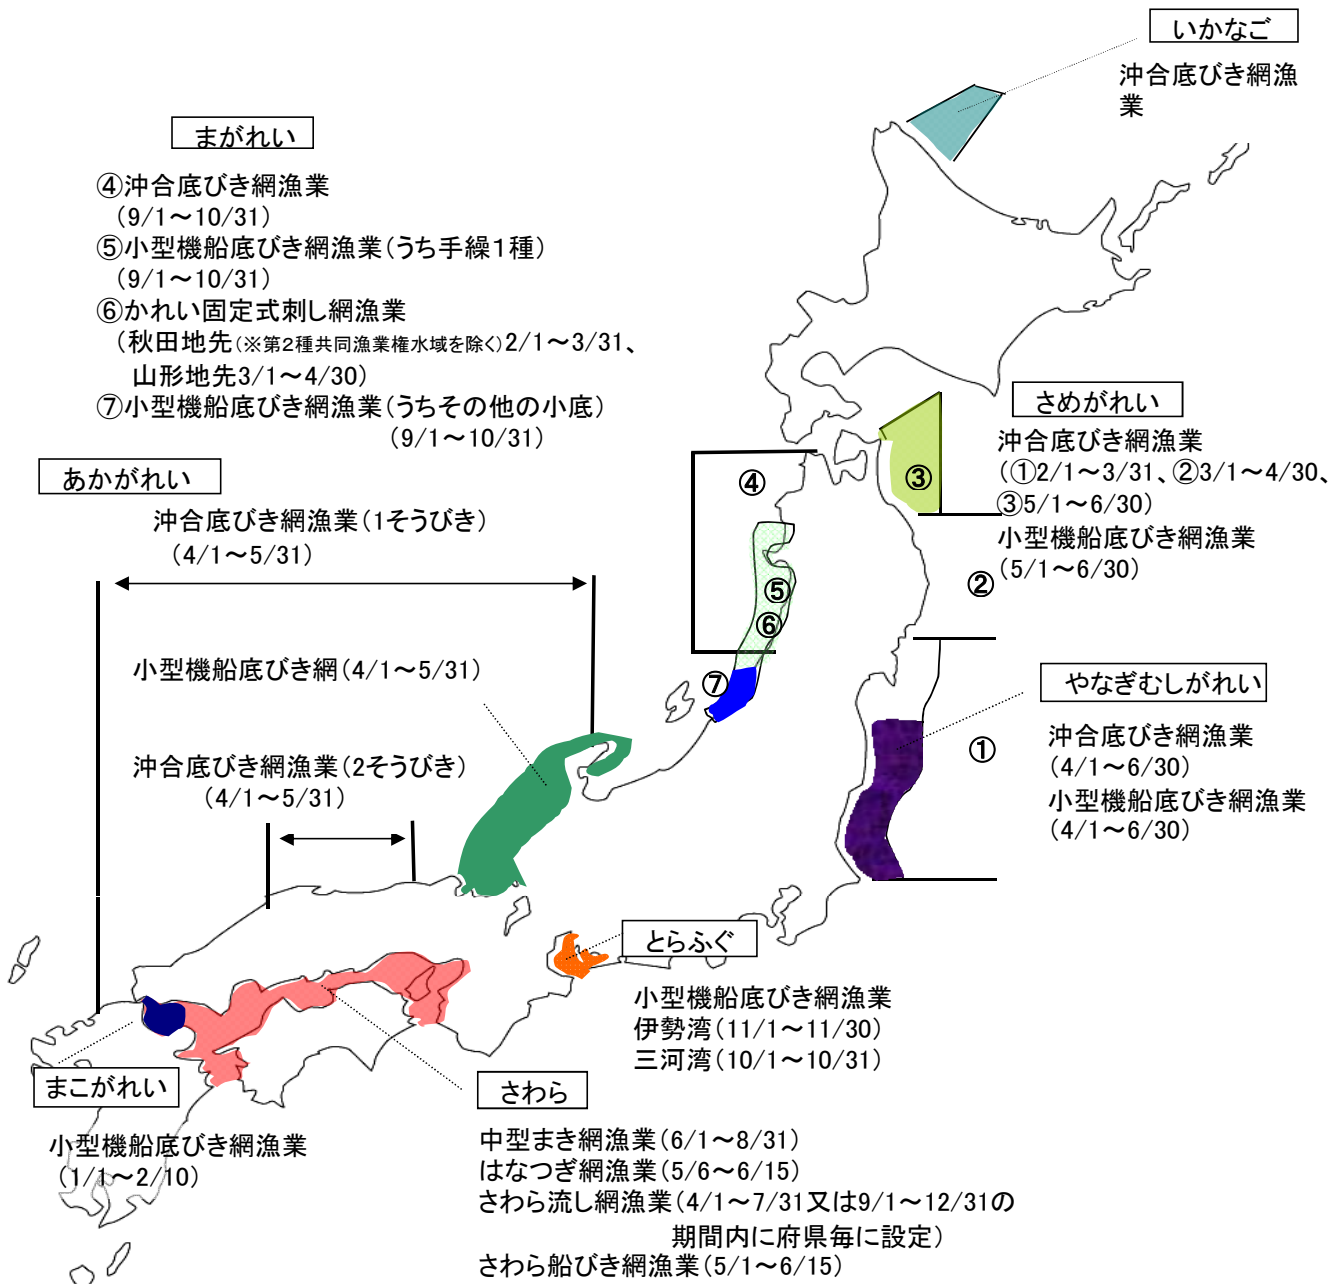 いかなご
沖合底びき網漁
業
まがれい
④沖合底びき網漁業
(9/1～10/31)
⑤小型機船底びき網漁業(うち手繰1種)
(9/1～10/31)
⑥かれい固定式刺し網漁業
(秋田地先(※第2種共同漁業権水域を除く)2/1～3/31、
山形地先3/1～4/30)
⑦小型機船底びき網漁業(うちその他の小底)
(9/1～10/31)
さめがれい
沖合底びき網漁業
(①2/1～3/31、②3/1～4/30、
③5/1～6/30)
小型機船底びき網漁業
(5/1～6/30)
あかがれい
沖合底びき網漁業(1そうびき)
(4/1～5/31)
小型機船底びき網(4/1～5/31)
沖合底びき網漁業(2そうびき)
(4/1～5/31)
④
③
⑤
②
⑥
⑦
①
やなぎむしがれい
沖合底びき網漁業
(4/1～6/30)
小型機船底びき網漁業
(4/1～6/30)
とらふぐ
小型機船底びき網漁業
伊勢湾(11/1～11/30)
三河湾(10/1～10/31)
まこがれい
小型機船底びき網漁業
(1/1～2/10)
さわら
中型まき網漁業(6/1～8/31)
はなつぎ網漁業(5/6～6/15)
さわら流し網漁業(4/1～7/31又は9/1～12/31の
期間内に府県毎に設定)
さわら船びき網漁業(5/1～6/15)